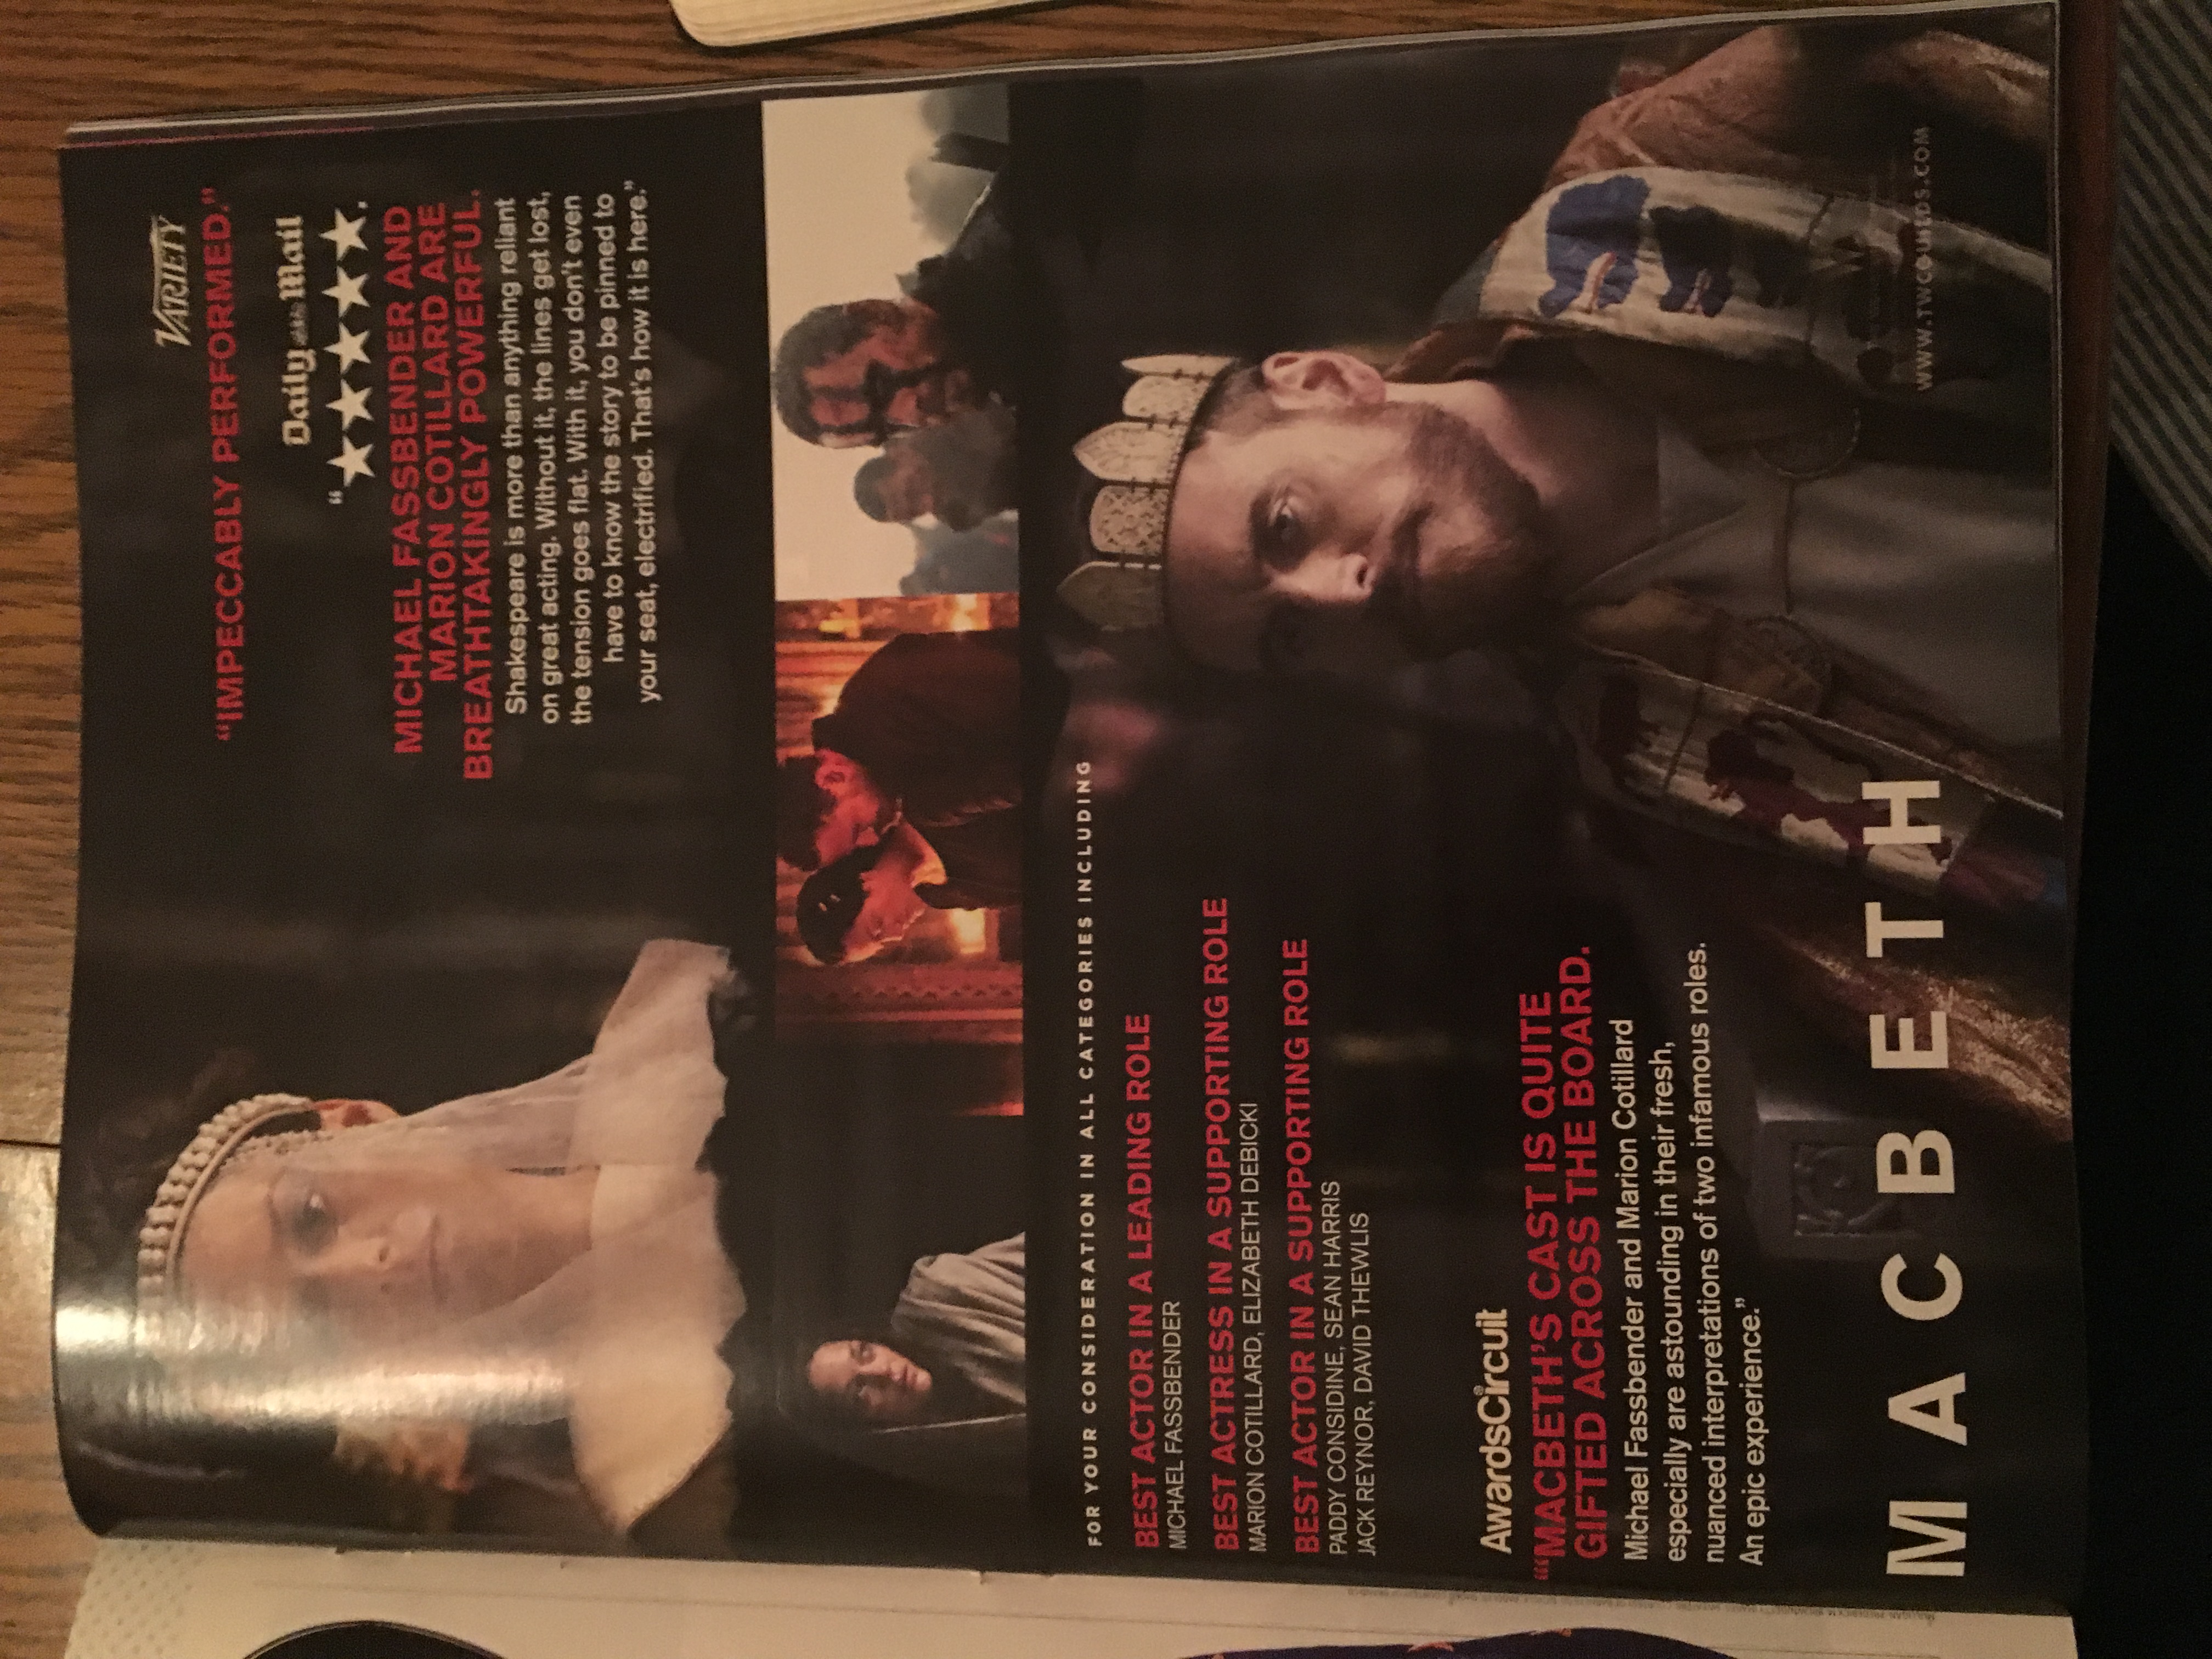 VARIETY
“IMPECCABLY PERFORMED.”
Daily Mail
“★★★★★.
MICHAEL FASSBENDER AND
MARION COTILLARD ARE
BREATHTAKINGLY POWERFUL.
Shakespeare is more than anything reliant
on great acting. Without it, the lines get lost,
the tension goes flat. With it, you don’t even
have to know the story to be pinned to
your seat, electrified. That’s how it is here.”
FOR YOUR CONSIDERATION IN ALL CATEGORIES INCLUDING
BEST ACTOR IN A LEADING ROLE
MICHAEL FASSBENDER
BEST ACTRESS IN A SUPPORTING ROLE
MARION COTILLARD, ELIZABETH DEBICKI
BEST ACTOR IN A SUPPORTING ROLE
PADDY CONSIDINE, SEAN HARRIS
JACK REYNOR, DAVID THEWLIS
AwardsCircuit
“‘MACBETH’S CAST IS QUITE
GIFTED ACROSS THE BOARD.
Michael Fassbender and Marion Cotillard
especially are astounding in their fresh,
nuanced interpretations of two infamous roles.
An epic experience.”
MACBETH
WWW.TWCGUILDS.COM